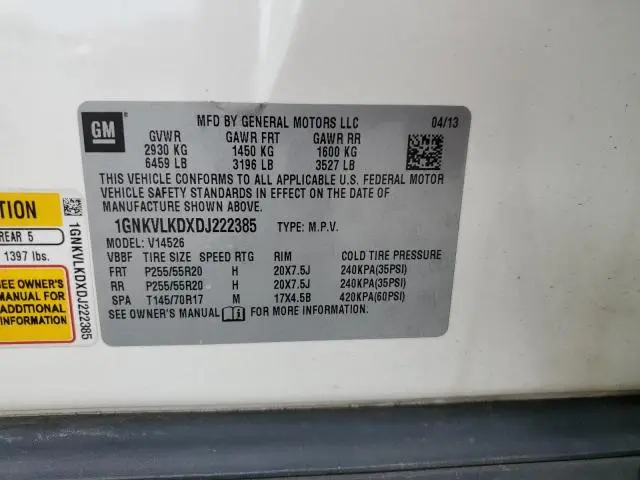 GM
MFD BY GENERAL MOTORS LLC 04/13
GVWR GAWR FRT GAWR RR
2930 KG 1450 KG 1600 KG
6459 LB 3196 LB 3527 LB
THIS VEHICLE CONFORMS TO ALL APPLICABLE U.S. FEDERAL MOTOR
VEHICLE SAFETY STANDARDS IN EFFECT ON THE DATE OF
MANUFACTURE SHOWN ABOVE.
1GNKVLKDXDJ222385 TYPE: M.P.V.
MODEL: V14526
VBBF TIRE SIZE SPEED RTG RIM COLD TIRE PRESSURE
FRT P255/55R20 H 20X7.5J 240KPA(35PSI)
RR P255/55R20 H 20X7.5J 240KPA(35PSI)
SPA T145/70R17 M 17X4.5B 420KPA(60PSI)
SEE OWNER'S MANUAL FOR MORE INFORMATION.
TION
REAR 5
1397 lbs.
SEE OWNER'S
MANUAL FOR
ADDITIONAL
INFORMATION
1GNKVLKDXDJ222385